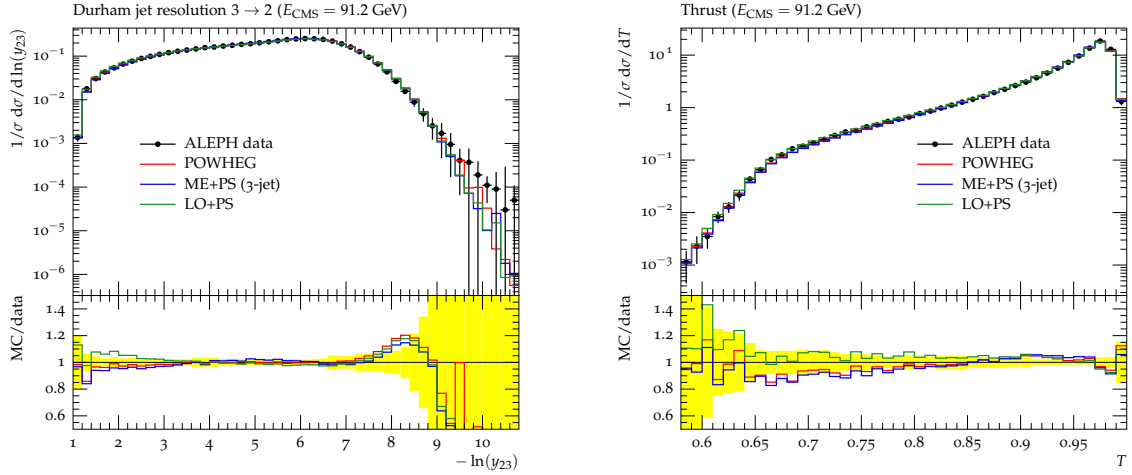 Durham jet resolution 3 → 2 (E_CMS = 91.2 GeV)
1/σ dσ/d ln(y_23)
10^−1
10^−2
10^−3
10^−4
10^−5
10^−6
ALEPH data
POWHEG
ME+PS (3-jet)
LO+PS
MC/data
1.4
1.2
1
0.8
0.6
1 2 3 4 5 6 7 8 9 10
− ln(y_23)
Thrust (E_CMS = 91.2 GeV)
1/σ dσ/dT
10^1
1
10^−1
10^−2
10^−3
ALEPH data
POWHEG
ME+PS (3-jet)
LO+PS
MC/data
1.4
1.2
1
0.8
0.6
0.6 0.65 0.7 0.75 0.8 0.85 0.9 0.95
T